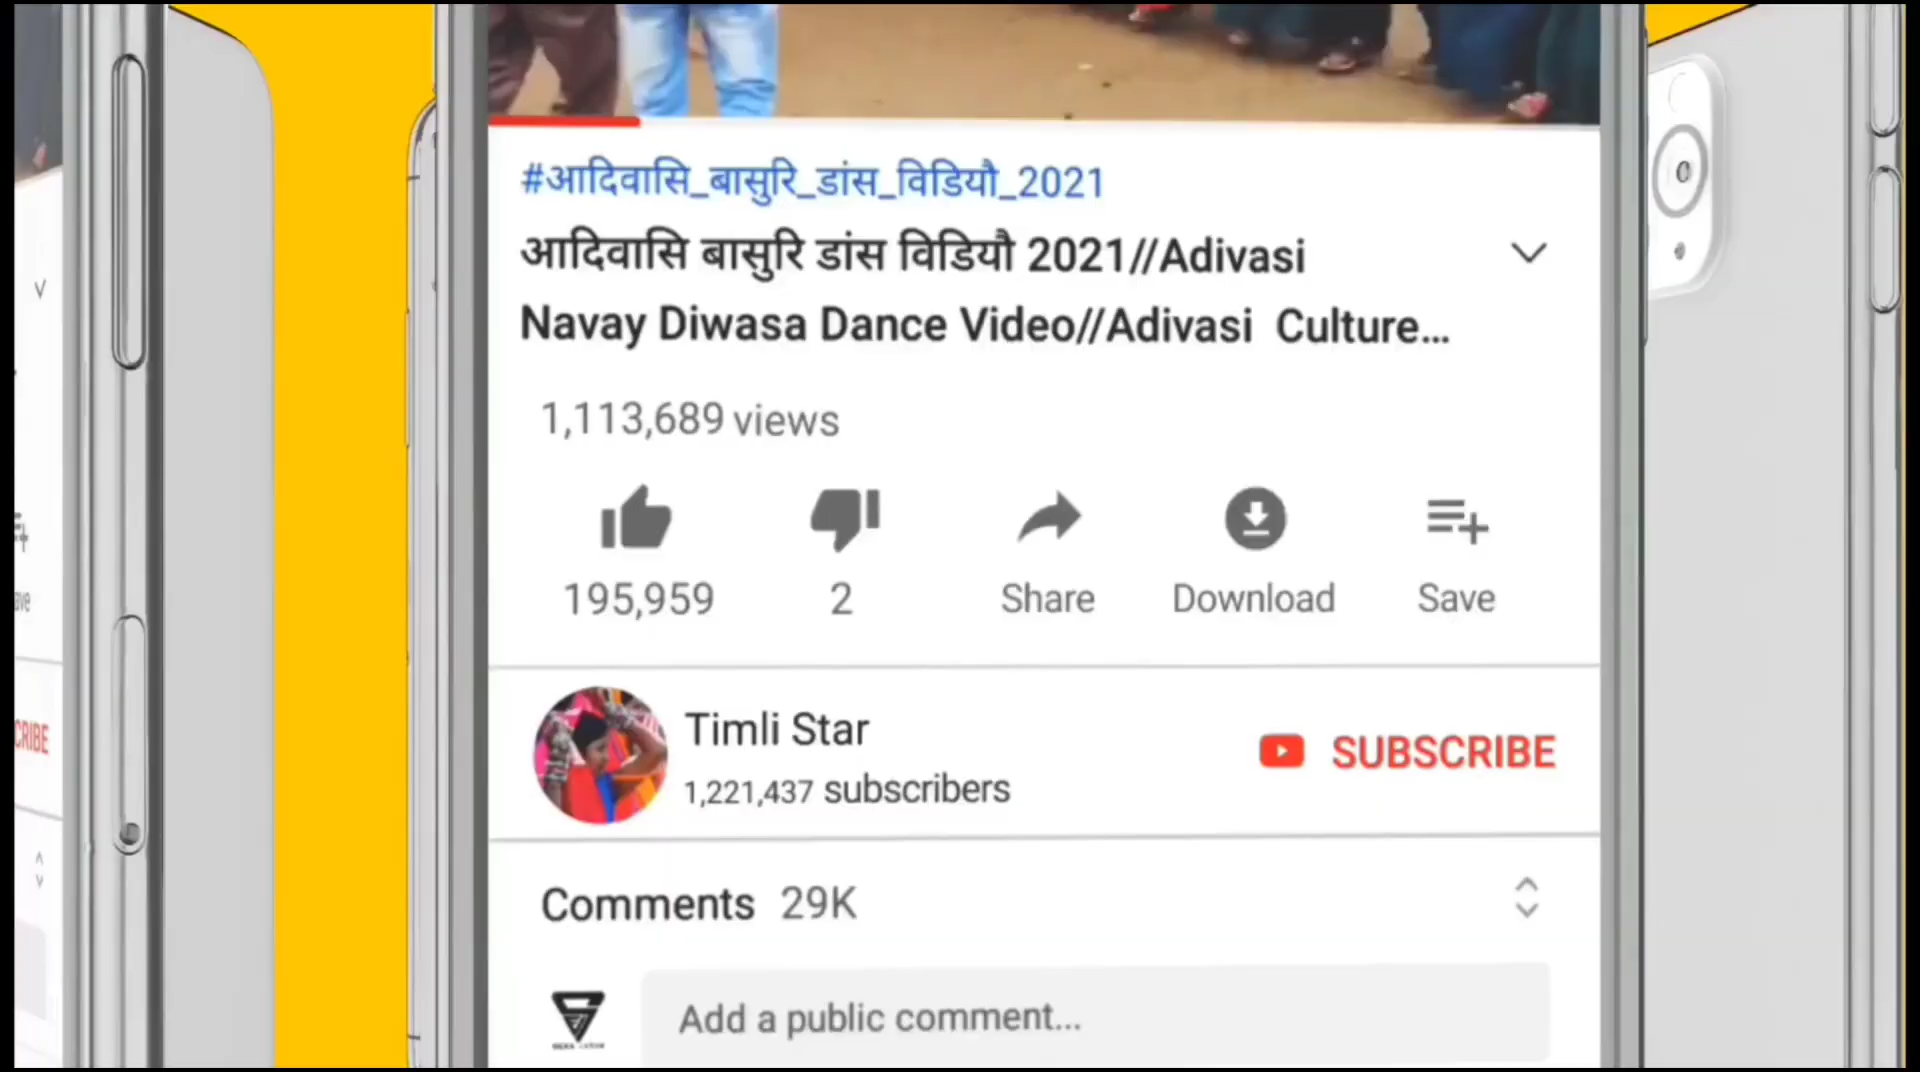 #आदिवासि_बासुरि_डांस_विडियौ_2021
आदिवासि बासुरि डांस विडियौ 2021//Adivasi
Navay Diwasa Dance Video//Adivasi Culture...
1,113,689 views
195,959 2 Share Download Save
Timli Star
SUBSCRIBE
1,221,437 subscribers
Comments 29K
Add a public comment...